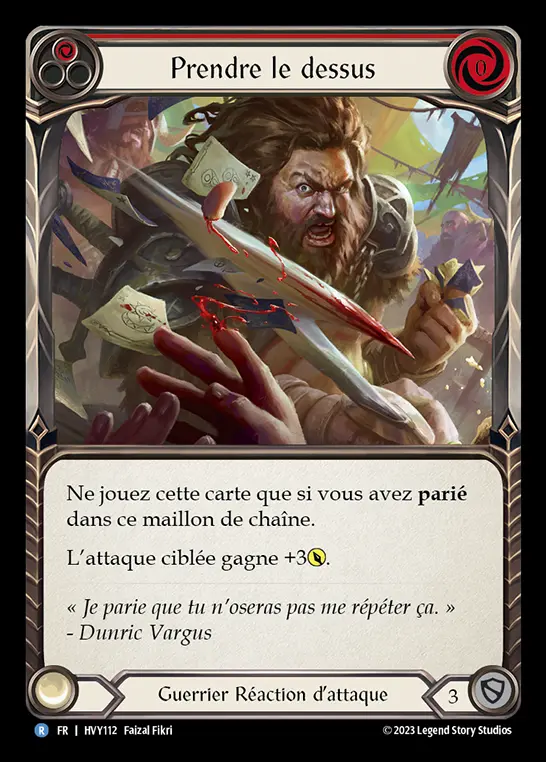 Prendre le dessus
0
Ne jouez cette carte que si vous avez parié
dans ce maillon de chaîne.
L'attaque ciblée gagne +3.
« Je parie que tu n'oseras pas me répéter ça. »
- Dunric Vargus
Guerrier Réaction d'attaque
3
R FR | HVY112 Faizal Fikri
©2023 Legend Story Studios